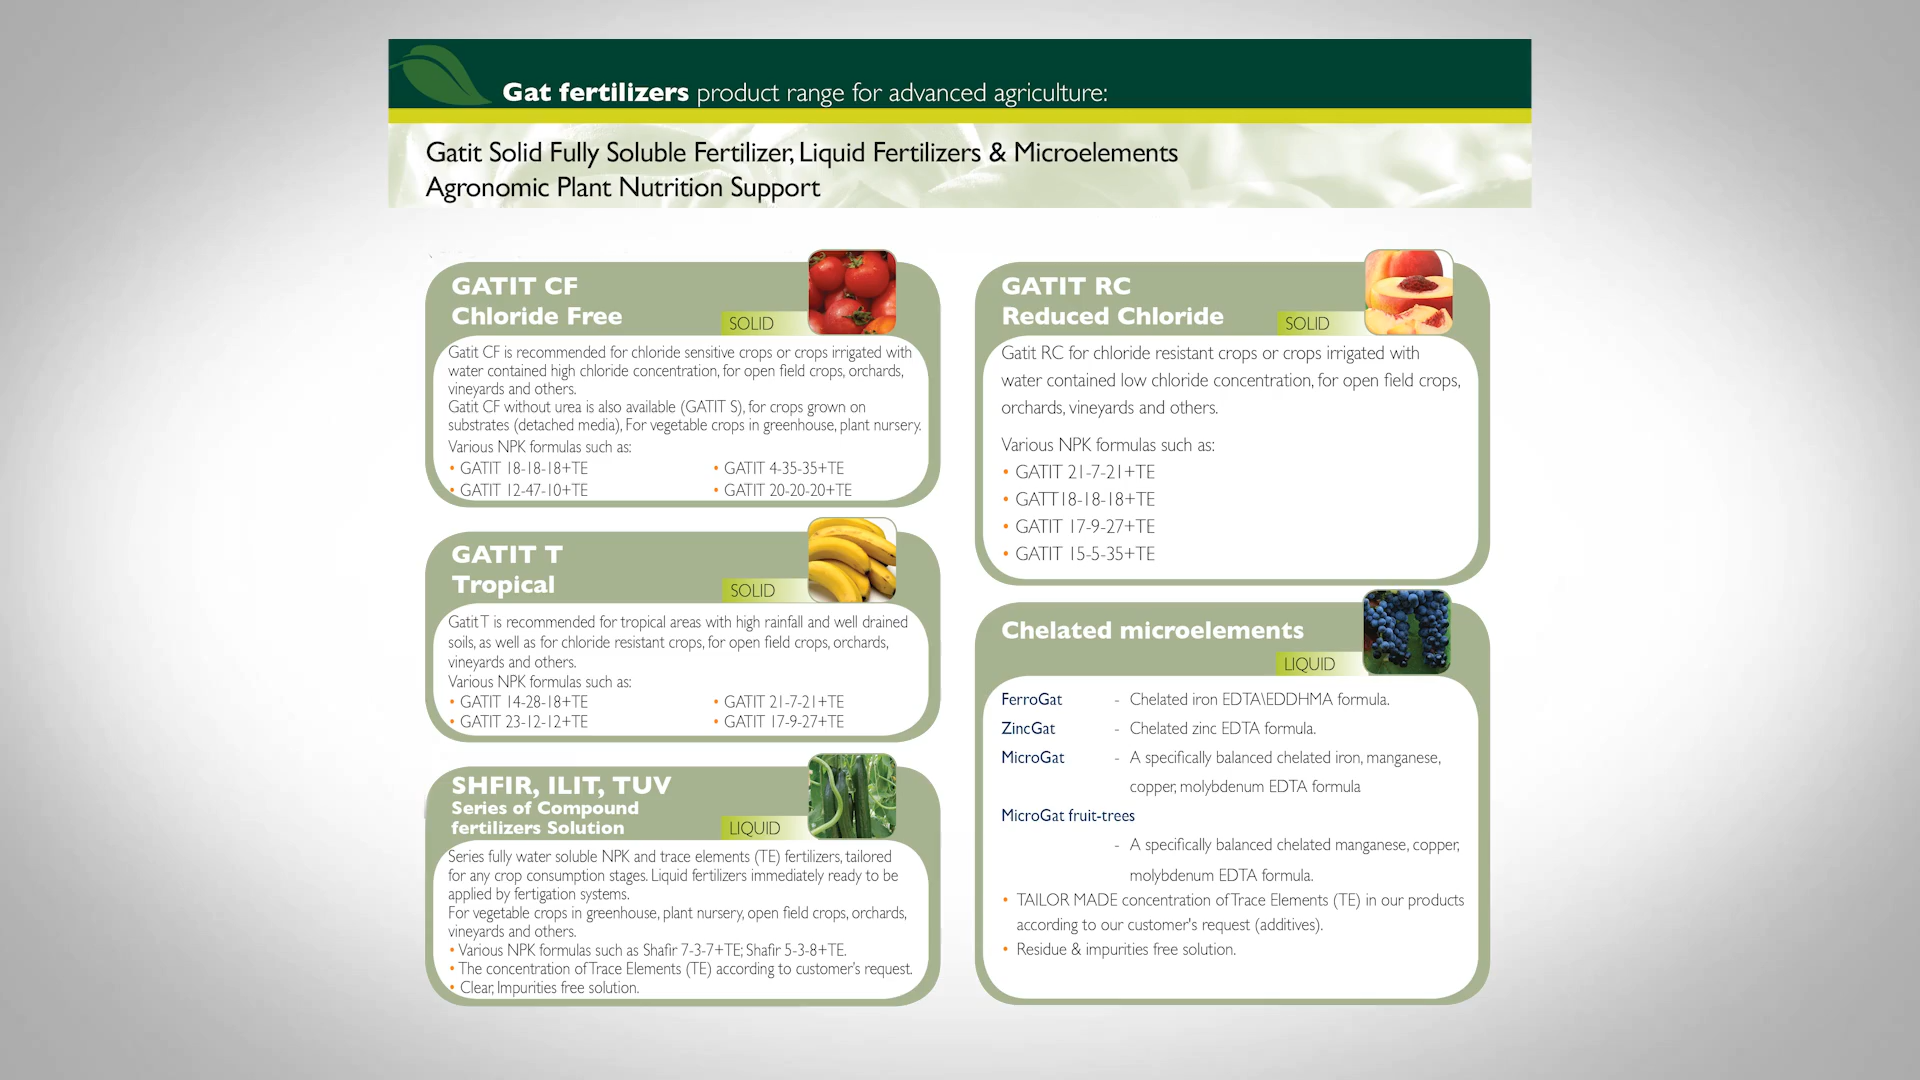 Gat fertilizers product range for advanced agriculture:
Gatit Solid Fully Soluble Fertilizer, Liquid Fertilizers & Microelements
Agronomic Plant Nutrition Support
GATIT CF
Chloride Free
SOLID
Gatit CF is recommended for chloride sensitive crops or crops irrigated with
water contained high chloride concentration, for open field crops, orchards,
vineyards and others.
Gatit CF without urea is also available (GATIT S), for crops grown on
substrates (detached media), For vegetable crops in greenhouse, plant nursery.
Various NPK formulas such as:
• GATIT 18-18-18+TE • GATIT 4-35-35+TE
• GATIT 12-47-10+TE • GATIT 20-20-20+TE
GATIT T
Tropical
SOLID
Gatit T is recommended for tropical areas with high rainfall and well drained
soils, as well as for chloride resistant crops, for open field crops, orchards,
vineyards and others.
Various NPK formulas such as:
• GATIT 14-28-18+TE • GATIT 21-7-21+TE
• GATIT 23-12-12+TE • GATIT 17-9-27+TE
SHFIR, ILIT, TUV
Series of Compound
fertilizers Solution
LIQUID
Series fully water soluble NPK and trace elements (TE) fertilizers, tailored
for any crop consumption stages. Liquid fertilizers immediately ready to be
applied by fertigation systems.
For vegetable crops in greenhouse, plant nursery, open field crops, orchards,
vineyards and others.
• Various NPK formulas such as Shafir 7-3-7+TE; Shafir 5-3-8+TE.
• The concentration of Trace Elements (TE) according to customer's request.
• Clear, Impurities free solution.
GATIT RC
Reduced Chloride
SOLID
Gatit RC for chloride resistant crops or crops irrigated with
water contained low chloride concentration, for open field crops,
orchards, vineyards and others.
Various NPK formulas such as:
• GATIT 21-7-21+TE
• GATT18-18-18+TE
• GATIT 17-9-27+TE
• GATIT 15-5-35+TE
Chelated microelements
LIQUID
FerroGat - Chelated iron EDTA\EDDHMA formula.
ZincGat - Chelated zinc EDTA formula.
MicroGat - A specifically balanced chelated iron, manganese,
copper, molybdenum EDTA formula
MicroGat fruit-trees
- A specifically balanced chelated manganese, copper,
molybdenum EDTA formula.
• TAILOR MADE concentration of Trace Elements (TE) in our products
according to our customer's request (additives).
• Residue & impurities free solution.